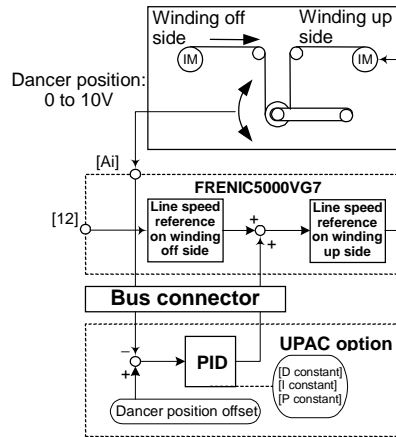 Winding off side
Winding up side
IM
IM
Dancer position:
0 to 10V
[Ai]
FRENIC5000VG7
[12]
Line speed
reference
on winding
off side
+
+
Line speed
reference
on winding
up side
Bus connector
UPAC option
−
+
PID
[D constant]
[I constant]
[P constant]
Dancer position offset